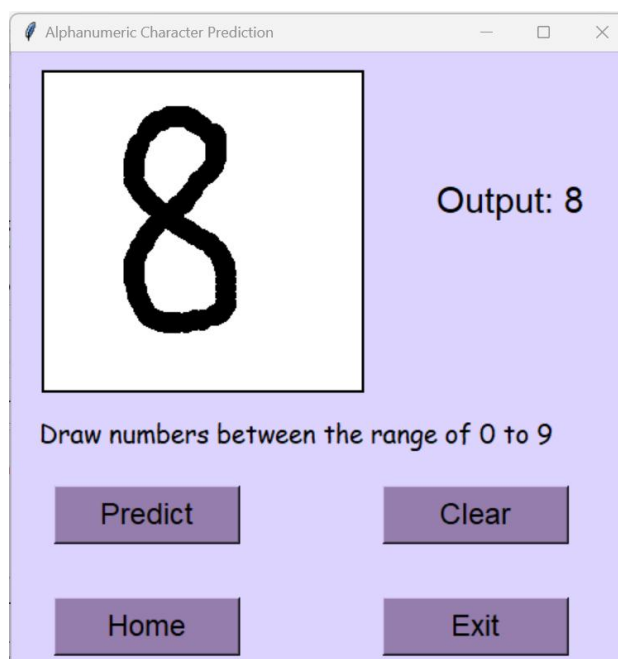 Alphanumeric Character Prediction
8
Output: 8
Draw numbers between the range of 0 to 9
Predict
Clear
Home
Exit